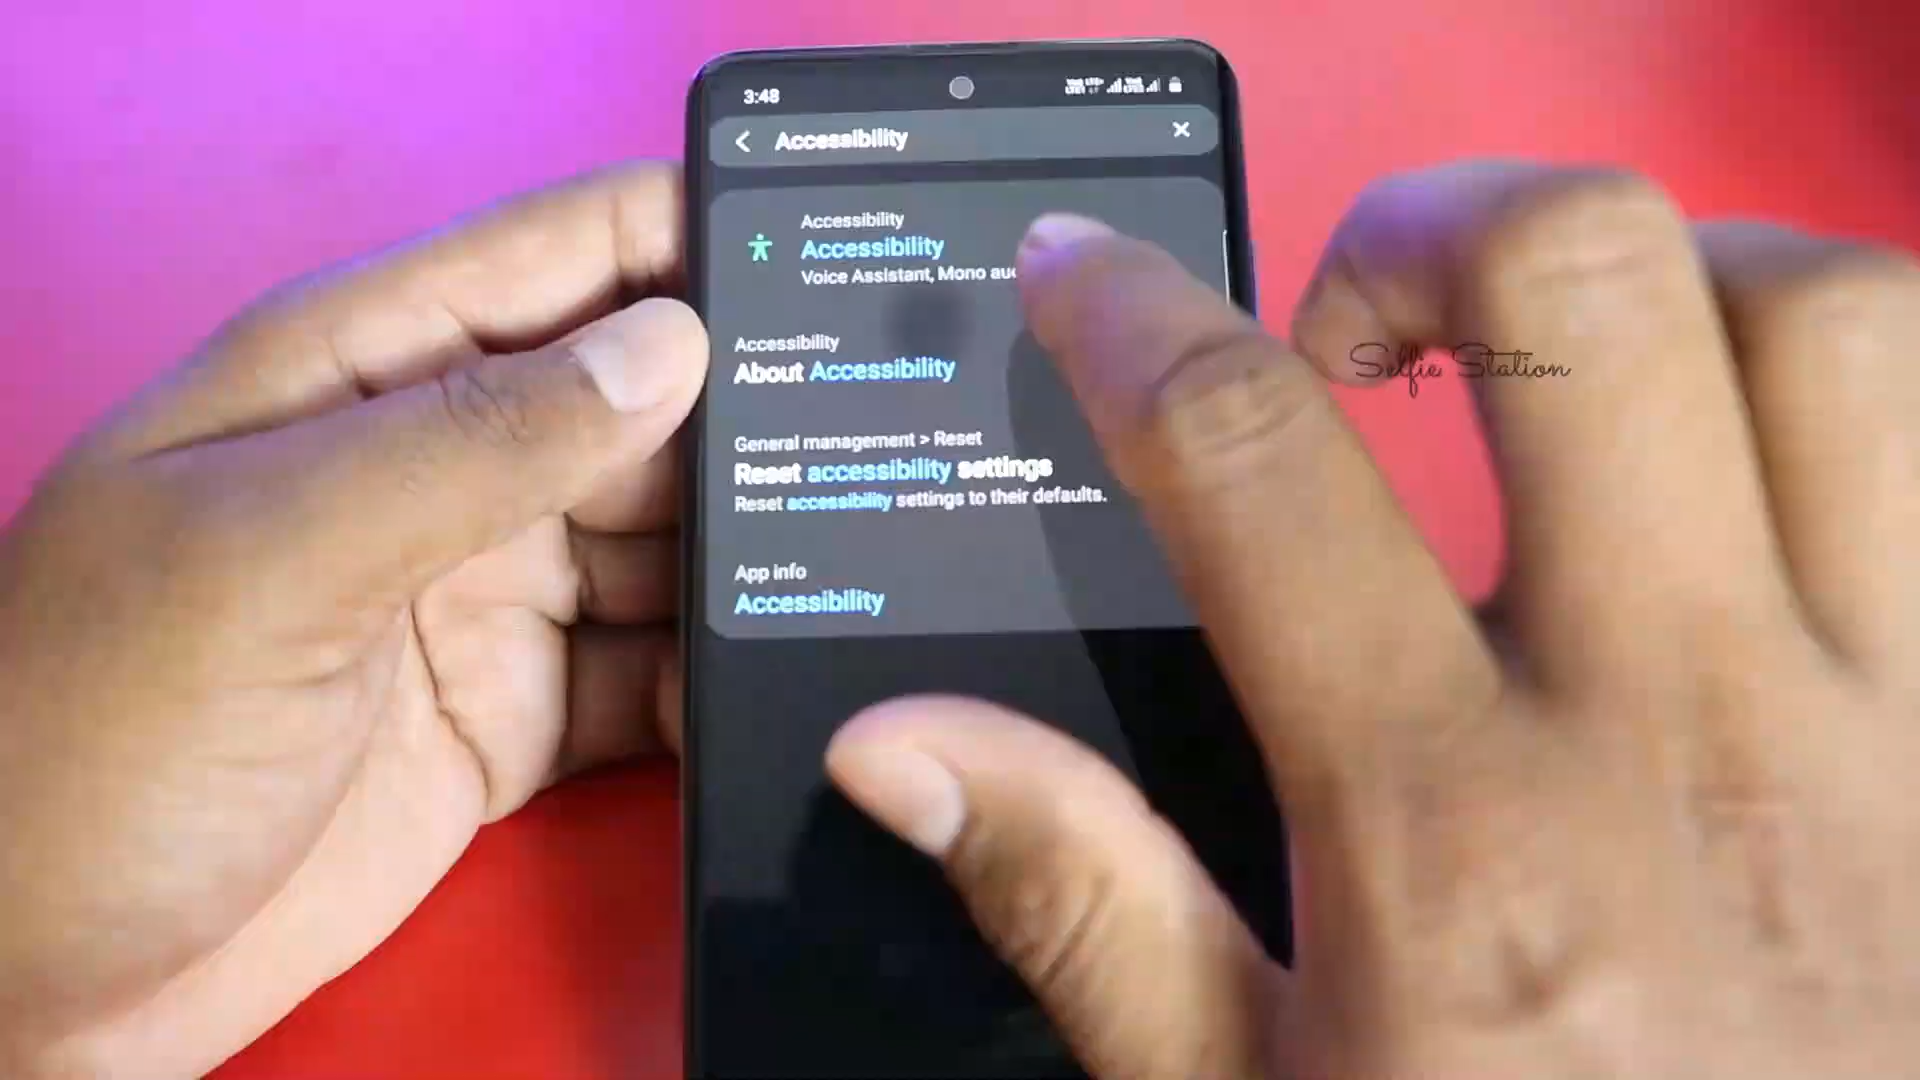 3:48
Accessibility
Accessibility
Accessibility
Voice Assistant, Mono
Accessibility
About Accessibility
General management > Reset
Reset accessibility settings
Reset accessibility settings to their defaults.
App info
Accessibility
Selfie Station